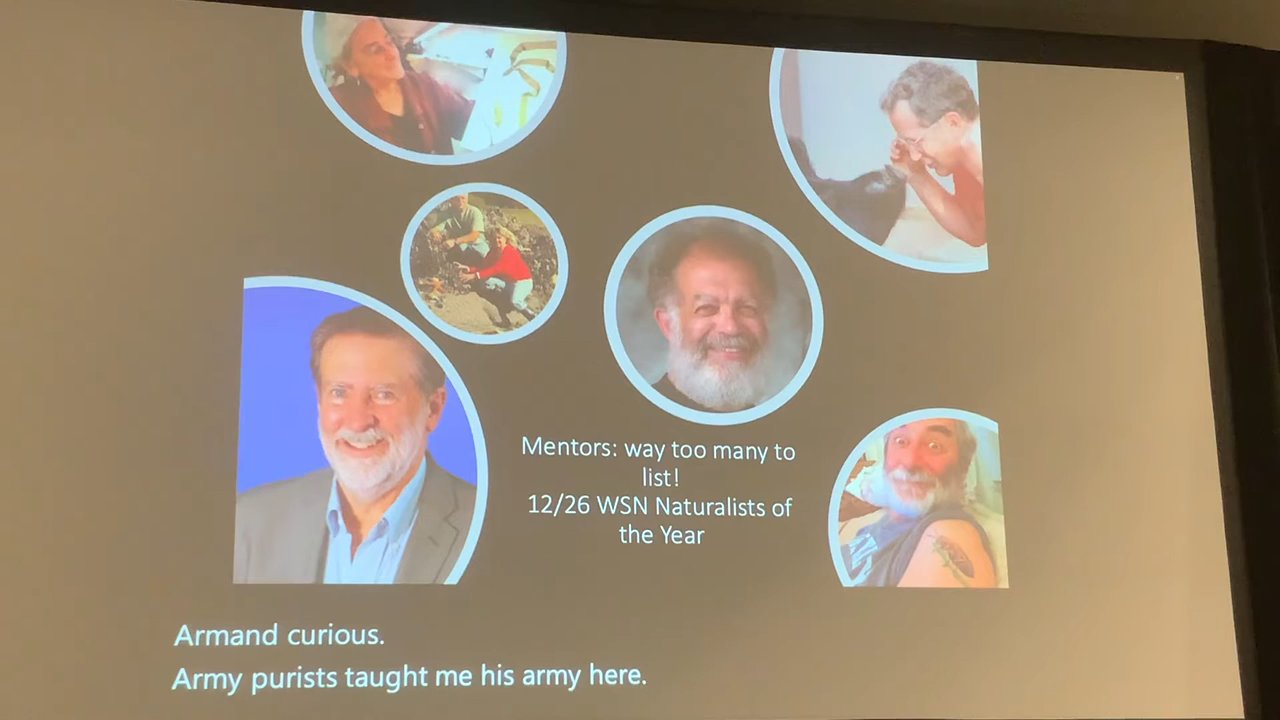 Mentors: way too many to
list!
12/26 WSN Naturalists of
the Year
Armand curious.
Army purists taught me his army here.